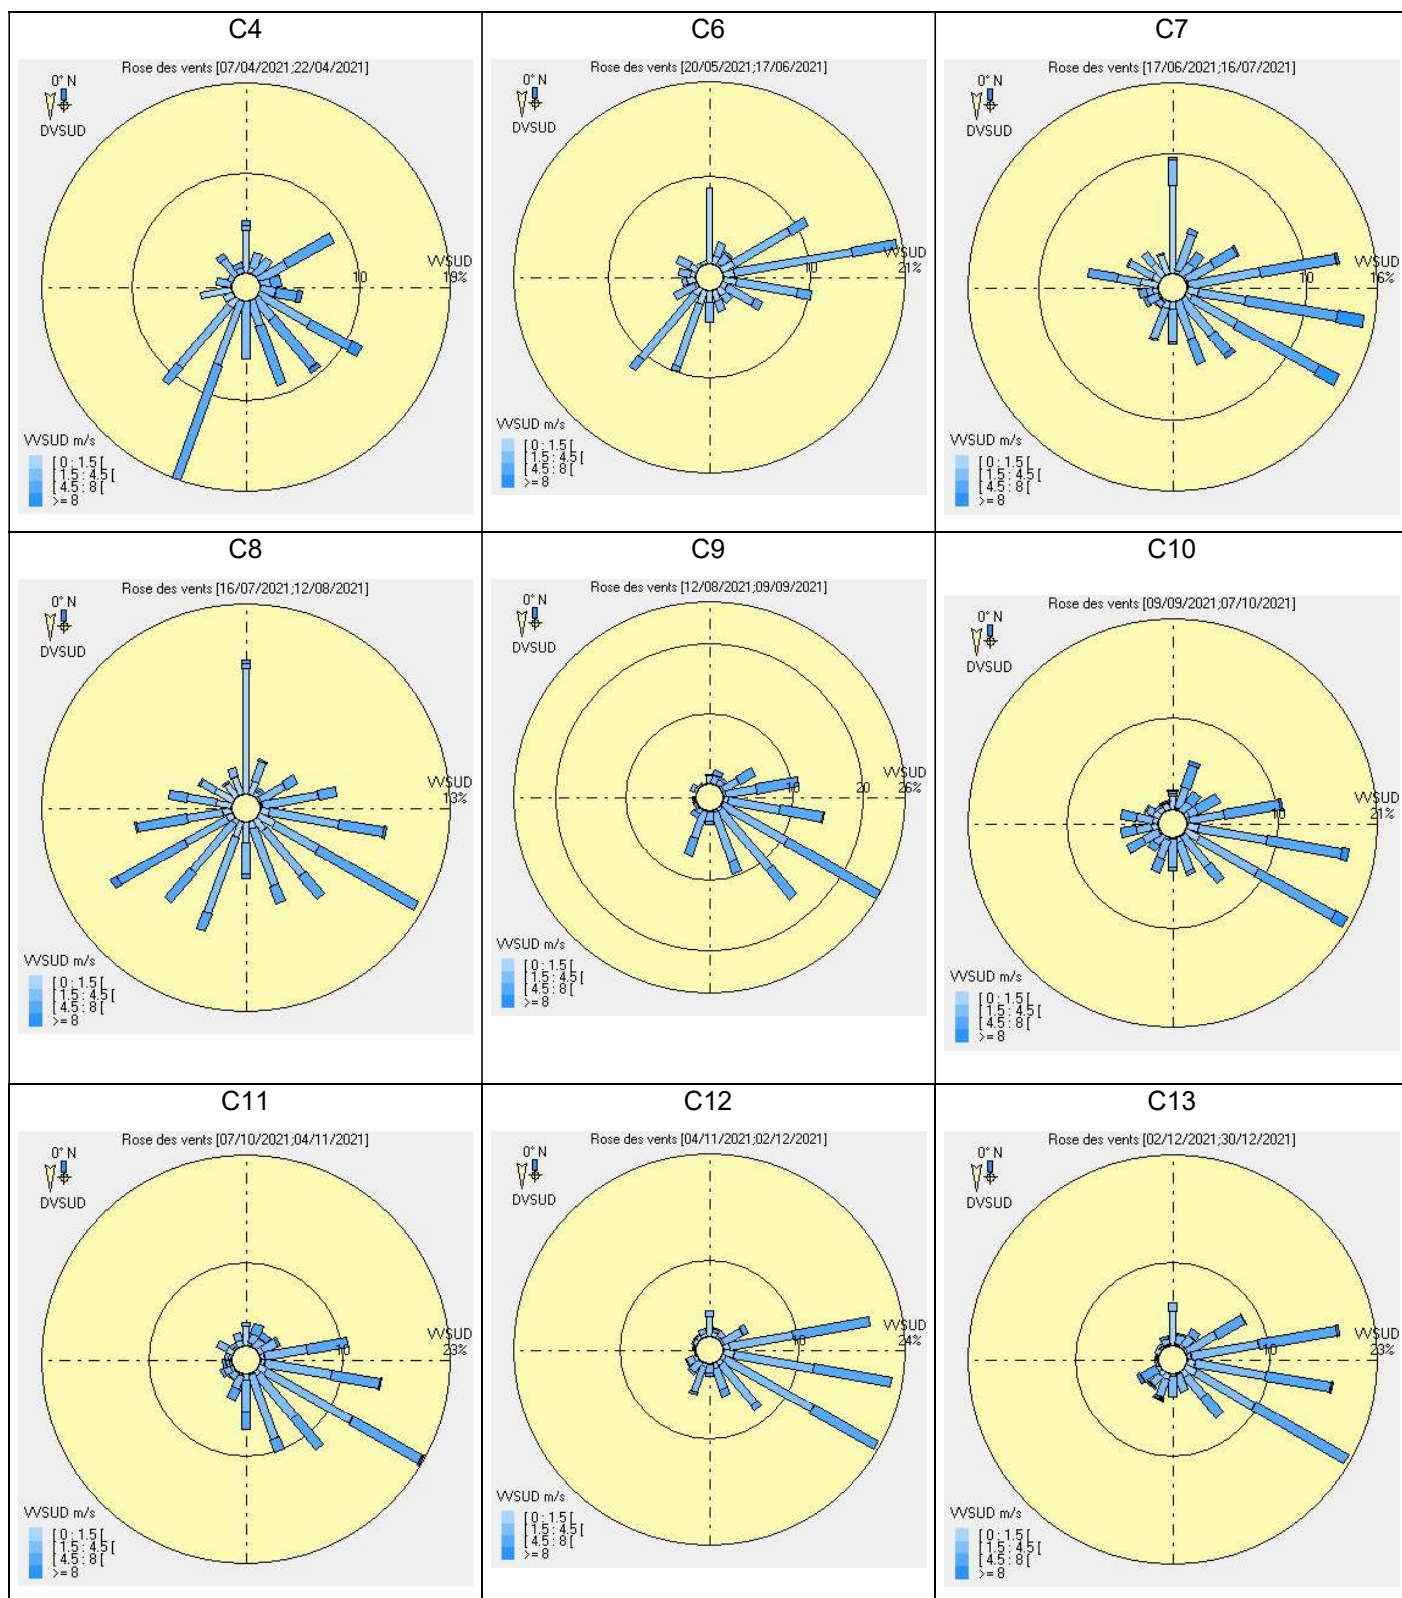 C4
Rose des vents [07/04/2021;22/04/2021]
0° N
DVSUD
10
VVSUD
19%
VVSUD m/s
[ 0 : 1.5 [
[ 1.5 : 4.5 [
[ 4.5 : 8 [
>= 8
C6
Rose des vents [20/05/2021;17/06/2021]
0° N
DVSUD
10
VVSUD
21%
VVSUD m/s
[ 0 : 1.5 [
[ 1.5 : 4.5 [
[ 4.5 : 8 [
>= 8
C7
Rose des vents [17/06/2021;16/07/2021]
0° N
DVSUD
10
VVSUD
16%
VVSUD m/s
[ 0 : 1.5 [
[ 1.5 : 4.5 [
[ 4.5 : 8 [
>= 8
C8
Rose des vents [16/07/2021;12/08/2021]
0° N
DVSUD
VVSUD
13%
VVSUD m/s
[ 0 : 1.5 [
[ 1.5 : 4.5 [
[ 4.5 : 8 [
>= 8
C9
Rose des vents [12/08/2021;09/09/2021]
0° N
DVSUD
10
20
VVSUD
26%
VVSUD m/s
[ 0 : 1.5 [
[ 1.5 : 4.5 [
[ 4.5 : 8 [
>= 8
C10
Rose des vents [09/09/2021;07/10/2021]
0° N
DVSUD
10
VVSUD
21%
VVSUD m/s
[ 0 : 1.5 [
[ 1.5 : 4.5 [
[ 4.5 : 8 [
>= 8
C11
Rose des vents [07/10/2021;04/11/2021]
0° N
DVSUD
10
VVSUD
23%
VVSUD m/s
[ 0 : 1.5 [
[ 1.5 : 4.5 [
[ 4.5 : 8 [
>= 8
C12
Rose des vents [04/11/2021;02/12/2021]
0° N
DVSUD
10
VVSUD
24%
VVSUD m/s
[ 0 : 1.5 [
[ 1.5 : 4.5 [
[ 4.5 : 8 [
>= 8
C13
Rose des vents [02/12/2021;30/12/2021]
0° N
DVSUD
10
VVSUD
23%
VVSUD m/s
[ 0 : 1.5 [
[ 1.5 : 4.5 [
[ 4.5 : 8 [
>= 8